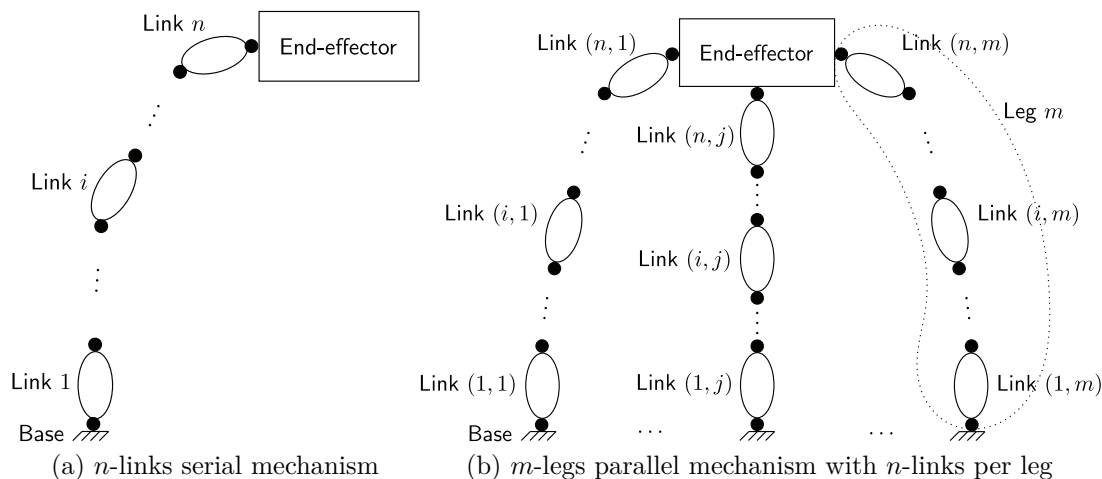 Link n
End-effector
Link i
Link 1
Base
(a) n-links serial mechanism
Link (n, 1)
End-effector
Link (n, m)
Leg m
Link (n, j)
Link (i, 1)
Link (i, m)
Link (i, j)
Link (1, 1)
Link (1, j)
Link (1, m)
Base
(b) m-legs parallel mechanism with n-links per leg